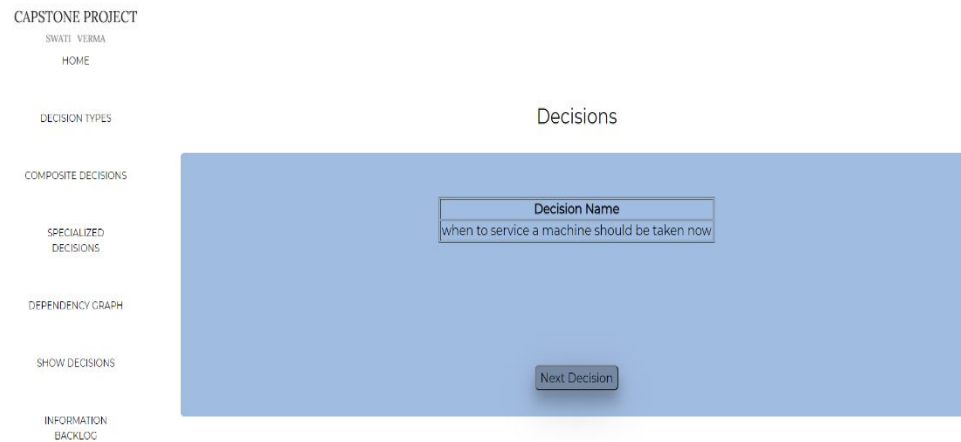 CAPSTONE PROJECT
SWATI VERMA
HOME
DECISION TYPES
COMPOSITE DECISIONS
SPECIALIZED
DECISIONS
DEPENDENCY GRAPH
SHOW DECISIONS
INFORMATION
BACKLOG
Decisions
Decision Name
when to service a machine should be taken now
Next Decision